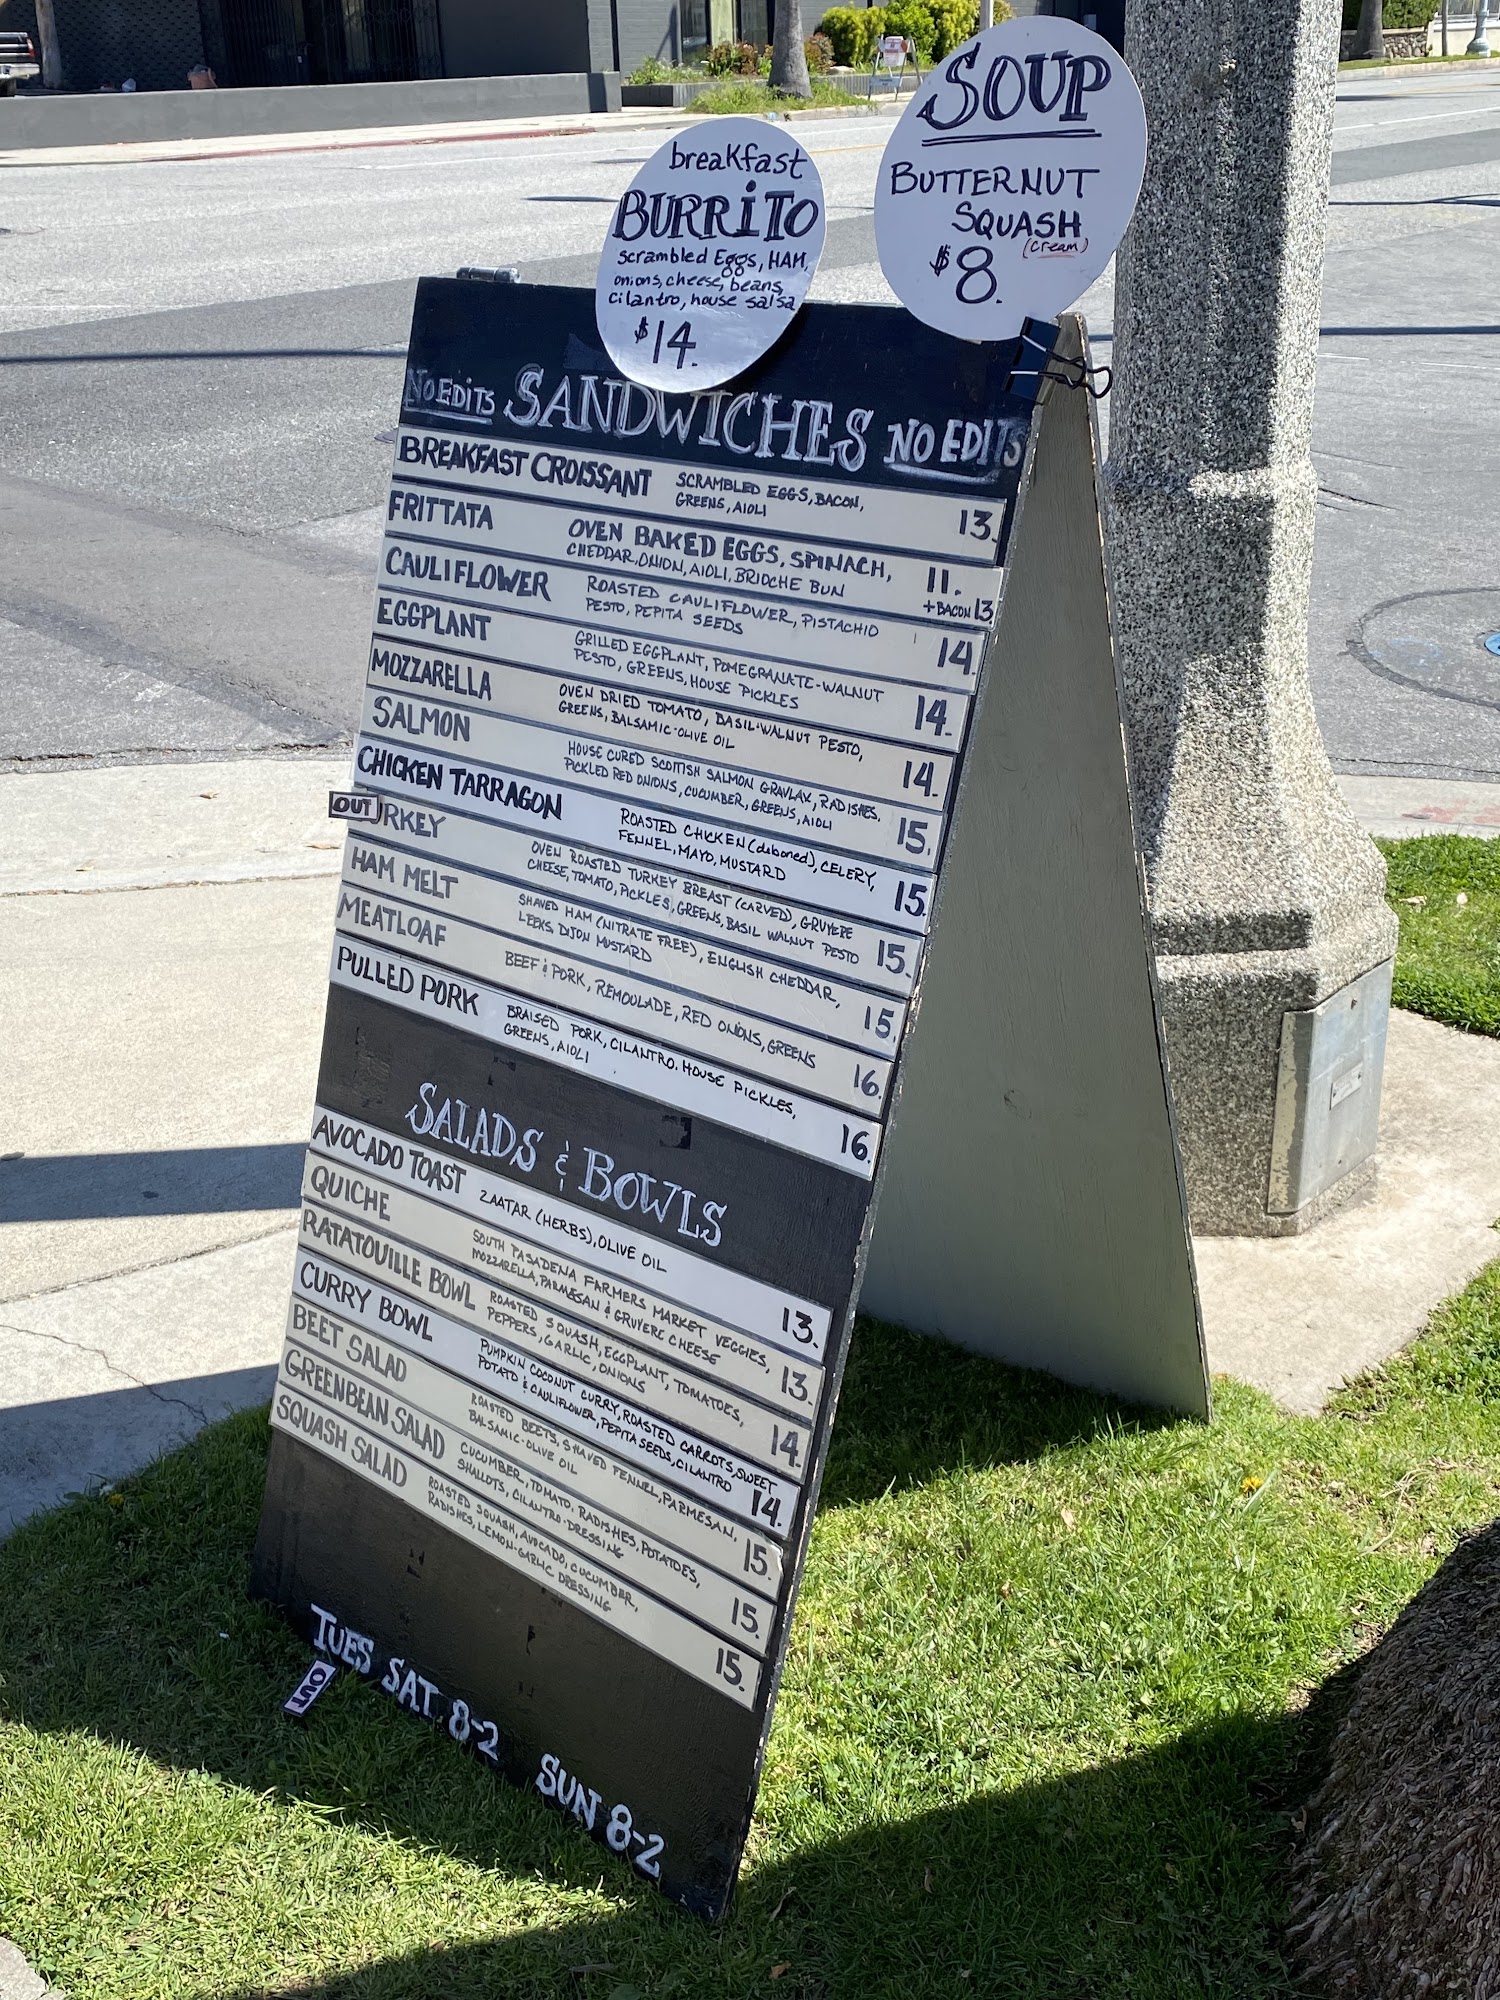 breakfast
BURRITO
scrambled Eggs, HAM,
onions, cheese, beans,
cilantro, house salsa
$14.
SOUP
BUTTERNUT
SQUASH
(cream)
$8.
NO EDITS SANDWICHES NO EDITS
BREAKFAST CROISSANT SCRAMBLED EGGS, BACON,
GREENS, AIOLI 13.
FRITTATA OVEN BAKED EGGS, SPINACH,
CHEDDAR, ONION, AIOLI, BRIOCHE BUN 11.
+BACON 13
CAULIFLOWER ROASTED CAULIFLOWER, PISTACHIO
PESTO, PEPITA SEEDS 14.
EGGPLANT GRILLED EGGPLANT, POMEGRANATE-WALNUT
PESTO, GREENS, HOUSE PICKLES 14.
MOZZARELLA OVEN DRIED TOMATO, BASIL-WALNUT PESTO,
GREENS, BALSAMIC-OLIVE OIL 14.
SALMON HOUSE CURED SCOTTISH SALMON GRAVLAX, RADISHES,
PICKLED RED ONIONS, CUCUMBER, GREENS, AIOLI 15.
CHICKEN TARRAGON ROASTED CHICKEN (deboned), CELERY,
FENNEL, MAYO, MUSTARD 15.
OUT
RKEY OVEN ROASTED TURKEY BREAST (CARVED), GRUYERE
CHEESE, TOMATO, PICKLES, GREENS, BASIL WALNUT PESTO 15.
HAM MELT SHAVED HAM (NITRATE FREE), ENGLISH CHEDDAR,
LEEKS, DIJON MUSTARD 15.
MEATLOAF BEEF & PORK, REMOULADE, RED ONIONS, GREENS 16.
PULLED PORK BRAISED PORK, CILANTRO. HOUSE PICKLES,
GREENS, AIOLI 16.
SALADS & BOWLS
AVOCADO TOAST ZAATAR (HERBS), OLIVE OIL 13.
QUICHE SOUTH PASADENA FARMERS MARKET VEGGIES,
MOZZARELLA, PARMESAN & GRUYERE CHEESE 13.
RATATOUILLE BOWL ROASTED SQUASH, EGGPLANT, TOMATOES,
PEPPERS, GARLIC, ONIONS 14.
CURRY BOWL PUMPKIN COCONUT CURRY, ROASTED CARROTS, SWEET
POTATO & CAULIFLOWER, PEPITA SEEDS, CILANTRO 14.
BEET SALAD ROASTED BEETS, SHAVED FENNEL, PARMESAN,
BALSAMIC-OLIVE OIL 15.
GREENBEAN SALAD CUCUMBER, TOMATO, RADISHES, POTATOES,
SHALLOTS, CILANTRO-DRESSING 15.
SQUASH SALAD ROASTED SQUASH, AVOCADO, CUCUMBER,
RADISHES, LEMON-GARLIC DRESSING 15.
TUES SAT 8-2 SUN 8-2
OUT